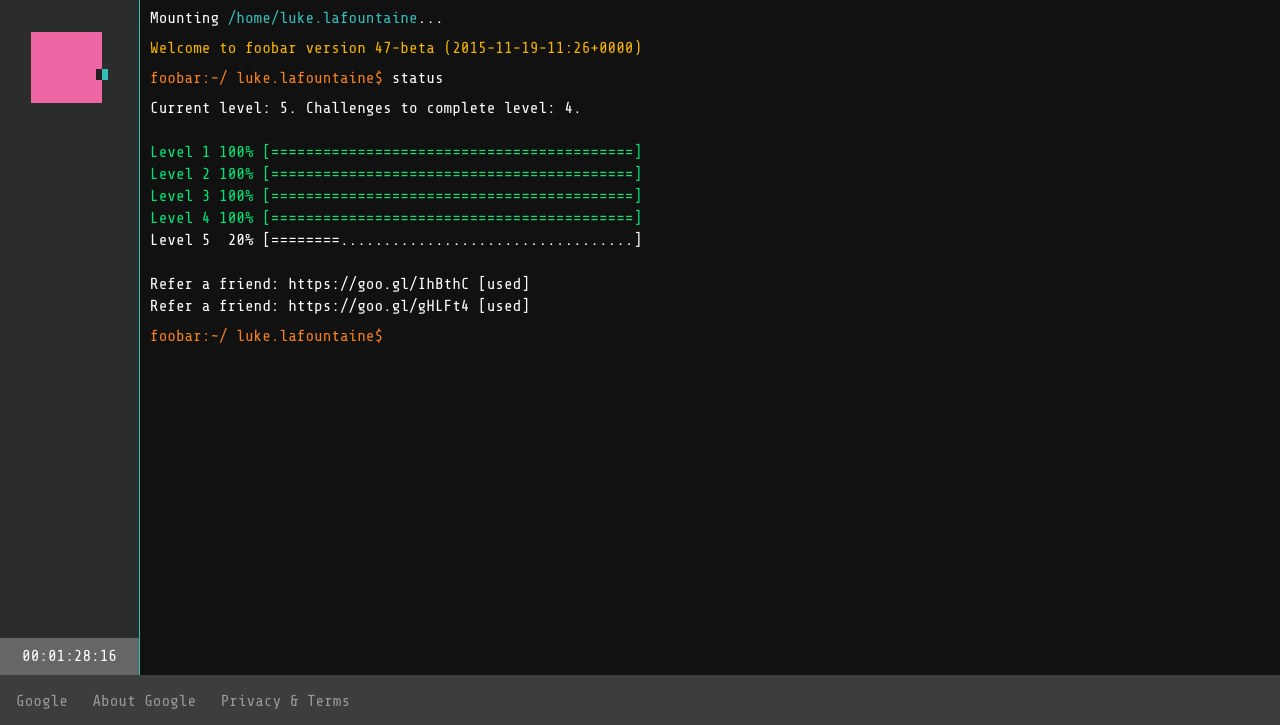 Mounting /home/luke.lafountaine...
Welcome to foobar version 47-beta (2015-11-19-11:26+0000)
foobar:~/ luke.lafountaine$ status
Current level: 5. Challenges to complete level: 4.
Level 1 100% [==========================================]
Level 2 100% [==========================================]
Level 3 100% [==========================================]
Level 4 100% [==========================================]
Level 5  20% [========..................................]
Refer a friend: https://goo.gl/IhBthC [used]
Refer a friend: https://goo.gl/gHLFt4 [used]
foobar:~/ luke.lafountaine$
00:01:28:16
Google About Google Privacy & Terms